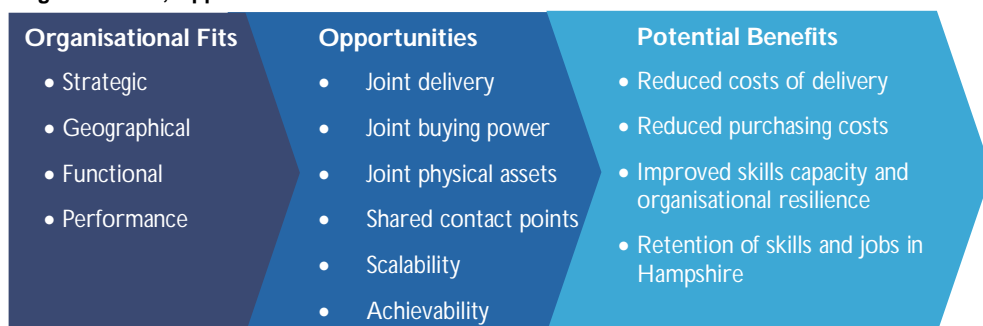 Organisational Fits
• Strategic
• Geographical
• Functional
• Performance
Opportunities
• Joint delivery
• Joint buying power
• Joint physical assets
• Shared contact points
• Scalability
• Achievability
Potential Benefits
• Reduced costs of delivery
• Reduced purchasing costs
• Improved skills capacity and
organisational resilience
• Retention of skills and jobs in
Hampshire